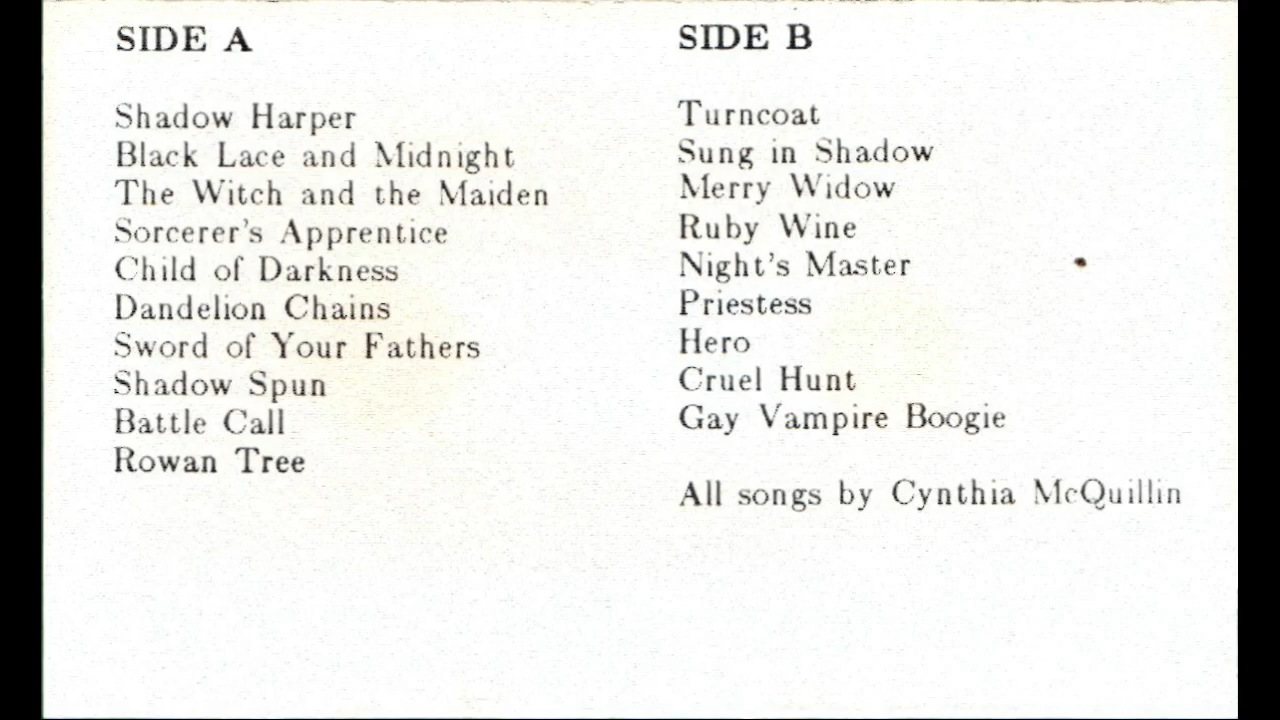 SIDE A
Shadow Harper
Black Lace and Midnight
The Witch and the Maiden
Sorcerer's Apprentice
Child of Darkness
Dandelion Chains
Sword of Your Fathers
Shadow Spun
Battle Call
Rowan Tree
SIDE B
Turncoat
Sung in Shadow
Merry Widow
Ruby Wine
Night's Master
Priestess
Hero
Cruel Hunt
Gay Vampire Boogie
All songs by Cynthia McQuillin